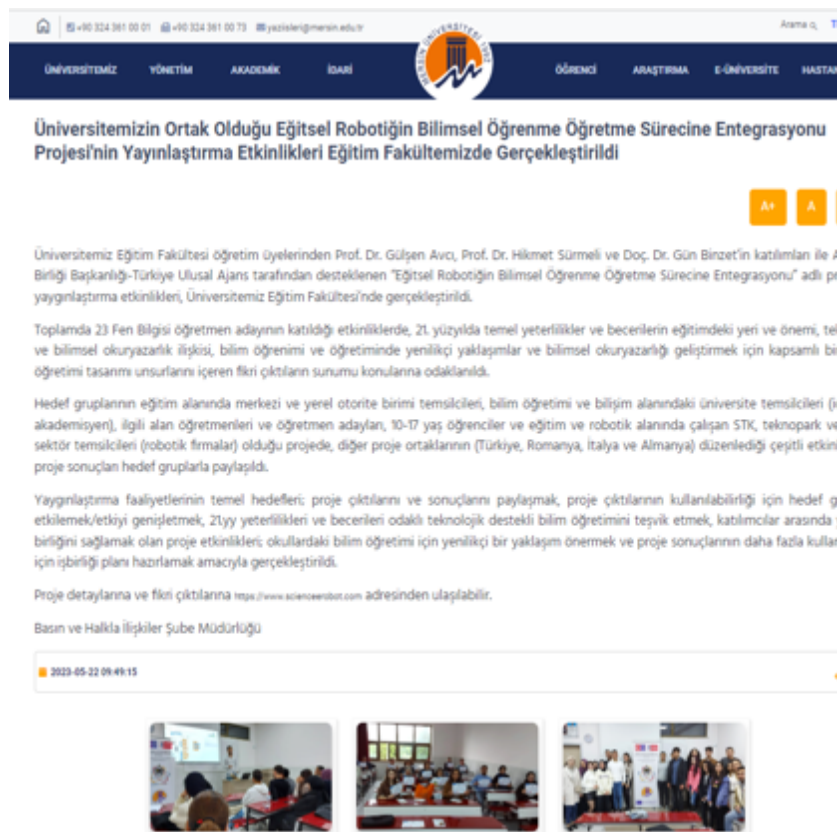 +90 324 361 00 01 +90 324 361 00 73 yaziisleri@mersin.edu.tr
Arama
ÜNİVERSİTEMİZ YÖNETİM AKADEMİK İDARİ ÖĞRENCİ ARAŞTIRMA E-ÜNİVERSİTE HASTAN
MERSİN ÜNİVERSİTESİ 1992
Üniversitemizin Ortak Olduğu Eğitsel Robotiğin Bilimsel Öğrenme Öğretme Sürecine Entegrasyonu
Projesi'nin Yayınlaştırma Etkinlikleri Eğitim Fakültemizde Gerçekleştirildi
A+ A
Üniversitemiz Eğitim Fakültesi öğretim üyelerinden Prof. Dr. Gülşen Avcı, Prof. Dr. Hikmet Sürmeli ve Doç. Dr. Gün Binzet'in katılımları ile A
Birliği Başkanlığı-Türkiye Ulusal Ajans tarafından desteklenen "Eğitsel Robotiğin Bilimsel Öğrenme Öğretme Sürecine Entegrasyonu" adlı pr
yaygınlaştırma etkinlikleri, Üniversitemiz Eğitim Fakültesi'nde gerçekleştirildi.
Toplamda 23 Fen Bilgisi öğretmen adayının katıldığı etkinliklerde, 21. yüzyılda temel yeterlilikler ve becerilerin eğitimdeki yeri ve önemi, tek
ve bilimsel okuryazarlık ilişkisi, bilim öğrenimi ve öğretiminde yenilikçi yaklaşımlar ve bilimsel okuryazarlığı geliştirmek için kapsamlı bir
öğretimi tasarımı unsurlarını içeren fikri çıktıların sunumu konularına odaklanıldı.
Hedef gruplarının eğitim alanında merkezi ve yerel otorite birimi temsilcileri, bilim öğretimi ve bilişim alanındaki üniversite temsilcileri (i
akademisyen), ilgili alan öğretmenleri ve öğretmen adayları, 10-17 yaş öğrenciler ve eğitim ve robotik alanında çalışan STK, teknopark ve
sektör temsilcileri (robotik firmalar) olduğu projede, diğer proje ortaklarının (Türkiye, Romanya, İtalya ve Almanya) düzenlediği çeşitli etkin
proje sonuçları hedef gruplarla paylaşıldı.
Yaygınlaştırma faaliyetlerinin temel hedefleri; proje çıktılarını ve sonuçlarını paylaşmak, proje çıktılarının kullanılabilirliği için hedef g
etkilemek/etkiyi genişletmek, 21.yy yeterlilikleri ve becerileri odaklı teknolojik destekli bilim öğretimini teşvik etmek, katılımcılar arasında
birliğini sağlamak olan proje etkinlikleri; okullardaki bilim öğretimi için yenilikçi bir yaklaşım önermek ve proje sonuçlarının daha fazla kullan
için işbirliği planı hazırlamak amacıyla gerçekleştirildi.
Proje detaylarına ve fikri çıktılarına https://www.scienceerobot.com adresinden ulaşılabilir.
Basın ve Halkla İlişkiler Şube Müdürlüğü
2023-05-22 09:49:15